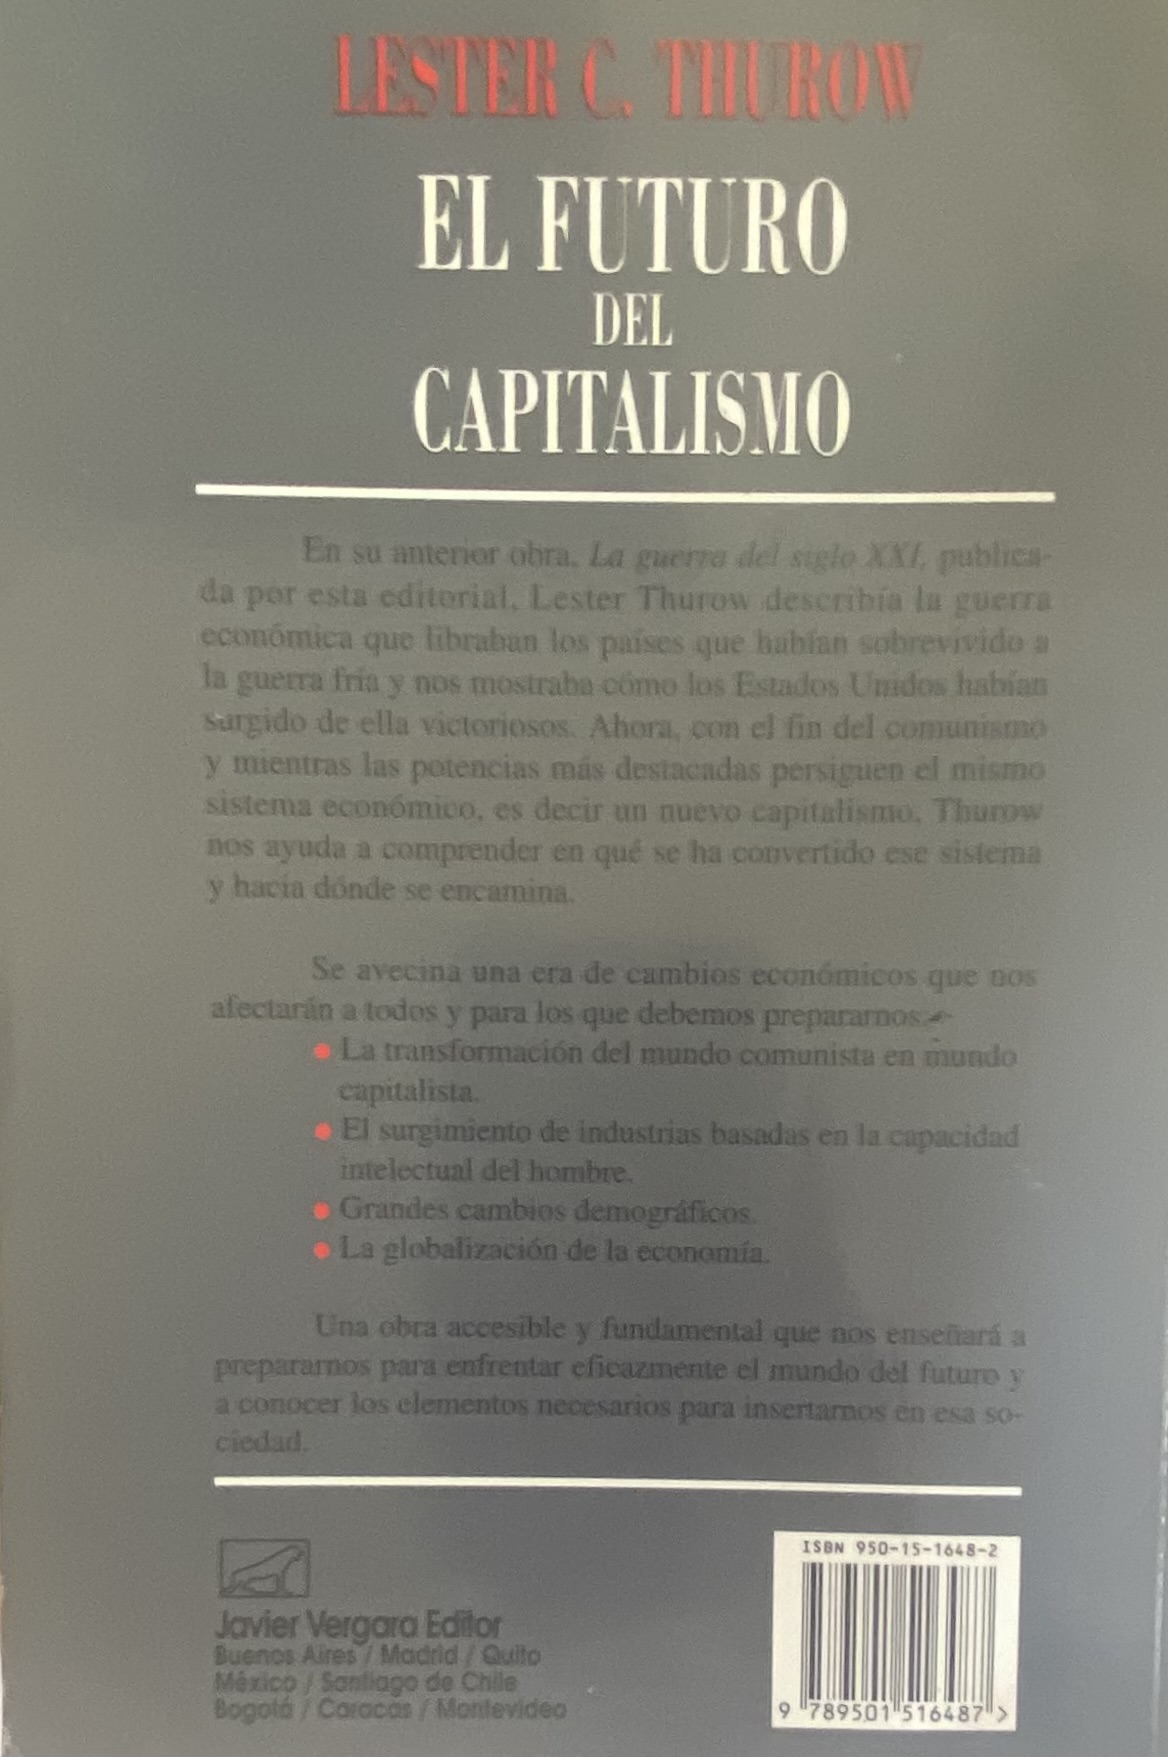 LESTER C. THUROW
EL FUTURO
DEL
CAPITALISMO
En su anterior obra, La guerra del siglo XXI, publica-
da por esta editorial, Lester Thurow describía la guerra
económica que libraban los países que habían sobrevivido a
la guerra fría y nos mostraba cómo los Estados Unidos habían
surgido de ella victoriosos. Ahora, con el fin del comunismo
y mientras las potencias más destacadas persiguen el mismo
sistema económico, es decir un nuevo capitalismo, Thurow
nos ayuda a comprender en qué se ha convertido ese sistema
y hacia dónde se encamina.
Se avecina una era de cambios económicos que nos
afectarán a todos y para los que debemos prepararnos:
● La transformación del mundo comunista en mundo
capitalista.
● El surgimiento de industrias basadas en la capacidad
intelectual del hombre.
● Grandes cambios demográficos.
● La globalización de la economía.
Una obra accesible y fundamental que nos enseñará a
prepararnos para enfrentar eficazmente el mundo del futuro y
a conocer los elementos necesarios para insertarnos en esa so-
ciedad.
Javier Vergara Editor
Buenos Aires / Madrid / Quito
México / Santiago de Chile
Bogotá / Caracas / Montevideo
ISBN 950-15-1648-2
9 789501 516487 >